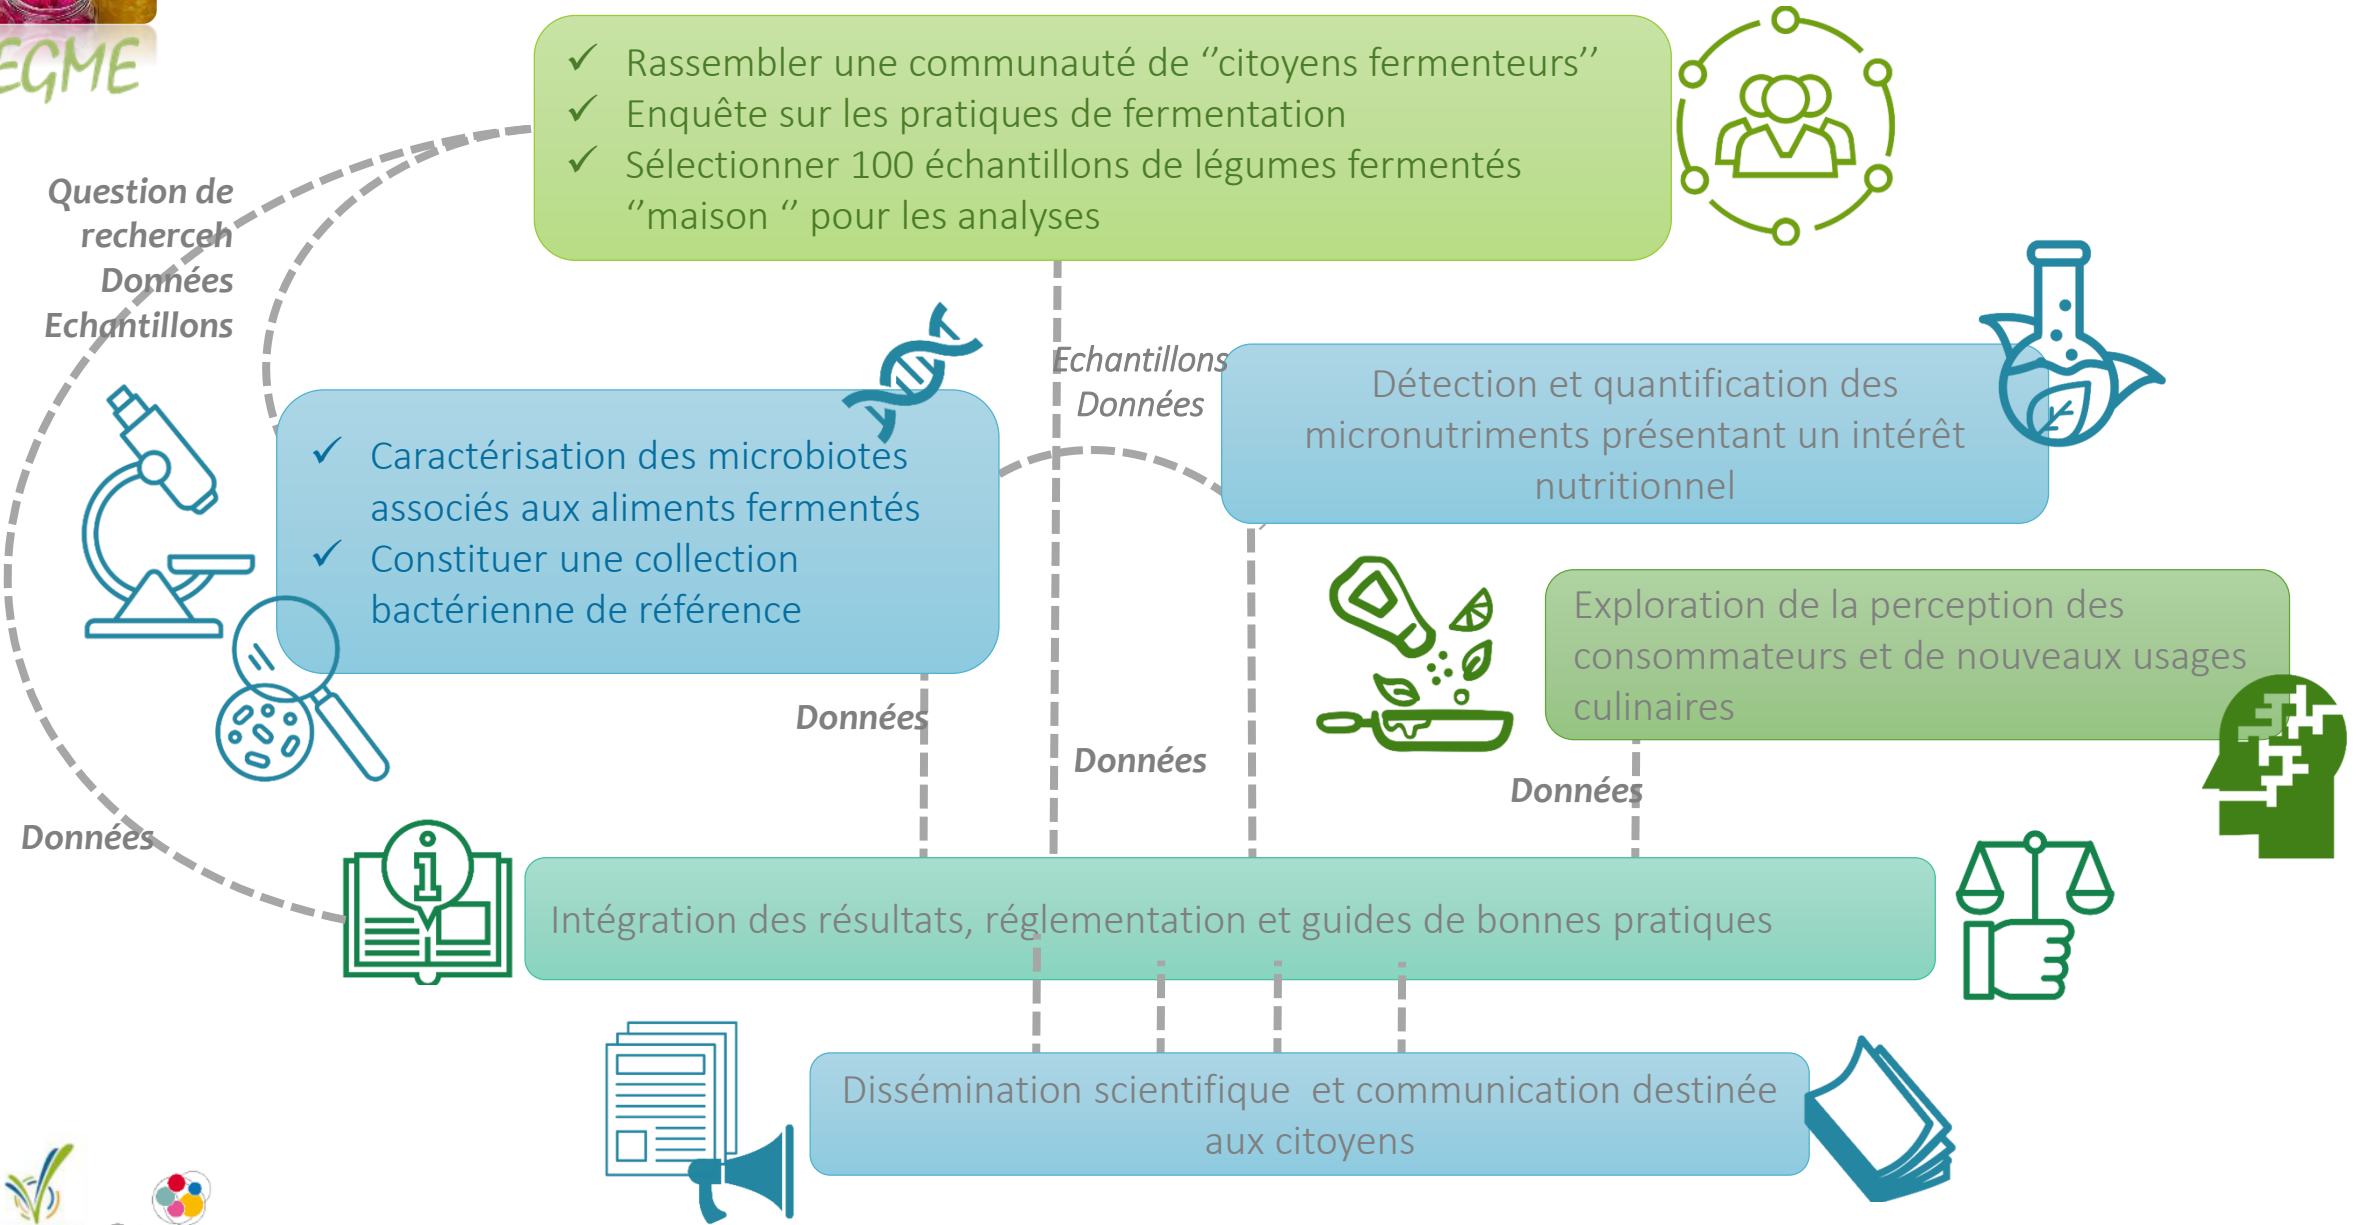 EGME
✓ Rassembler une communauté de ‘’citoyens fermenteurs’’
✓ Enquête sur les pratiques de fermentation
✓ Sélectionner 100 échantillons de légumes fermentés
‘’maison ‘’ pour les analyses
Question de
recherceh
Données
Echantillons
Echantillons
Données
Détection et quantification des
micronutriments présentant un intérêt
nutritionnel
✓ Caractérisation des microbiotes
associés aux aliments fermentés
✓ Constituer une collection
bactérienne de référence
Exploration de la perception des
consommateurs et de nouveaux usages
culinaires
Données
Données
Données
Données
Intégration des résultats, réglementation et guides de bonnes pratiques
Dissémination scientifique et communication destinée
aux citoyens